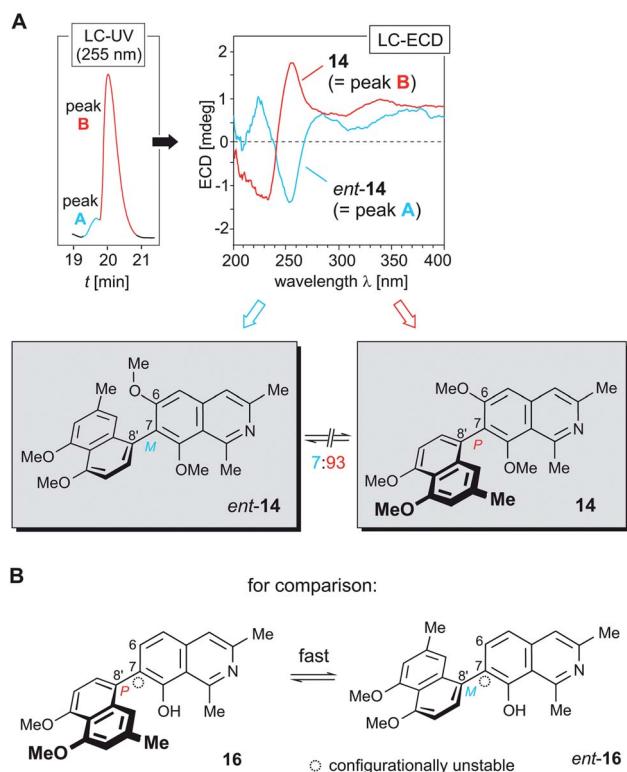 A
LC-UV
(255 nm)
LC-ECD
peak
B
peak
A
19 20 21
t [min]
ECD [mdeg]
2
1
0
-1
-2
14
(= peak B)
ent-14
(= peak A)
200 250 300 350 400
wavelength λ [nm]
Me
O
6
Me
Me
7
N
8'
M
MeO
OMe Me
MeO
ent-14
7:93
MeO
6
Me
7
N
8'
P
MeO
OMe Me
MeO
Me
14
B
for comparison:
6
Me
7
N
8'
P
MeO
OH Me
MeO
Me
16
fast
Me
6
Me
7
N
8'
M
MeO
OH Me
MeO
ent-16
configurationally unstable